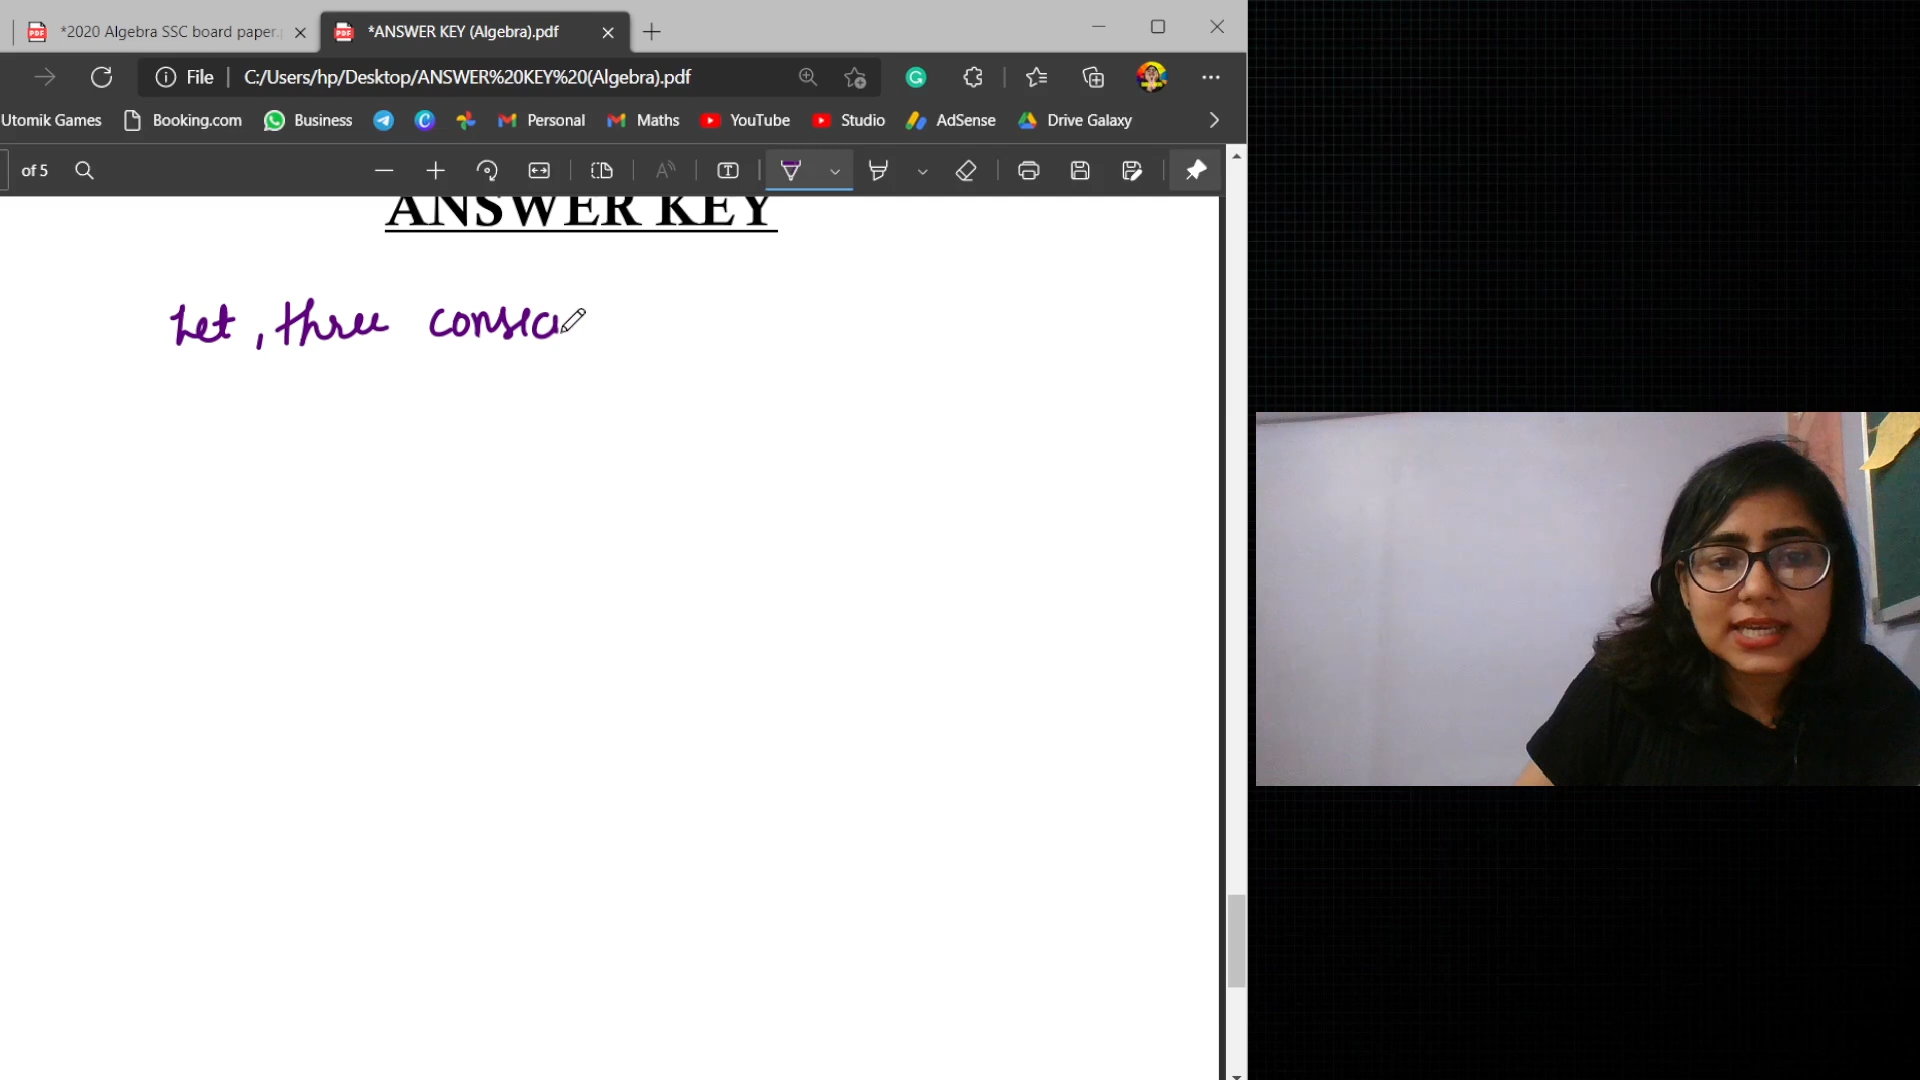 *2020 Algebra SSC board paper.p
*ANSWER KEY (Algebra).pdf
File
C:/Users/hp/Desktop/ANSWER%20KEY%20(Algebra).pdf
Utomik Games Booking.com Business Personal Maths YouTube Studio AdSense Drive Galaxy
of 5
ANSWER KEY
Let, three consec